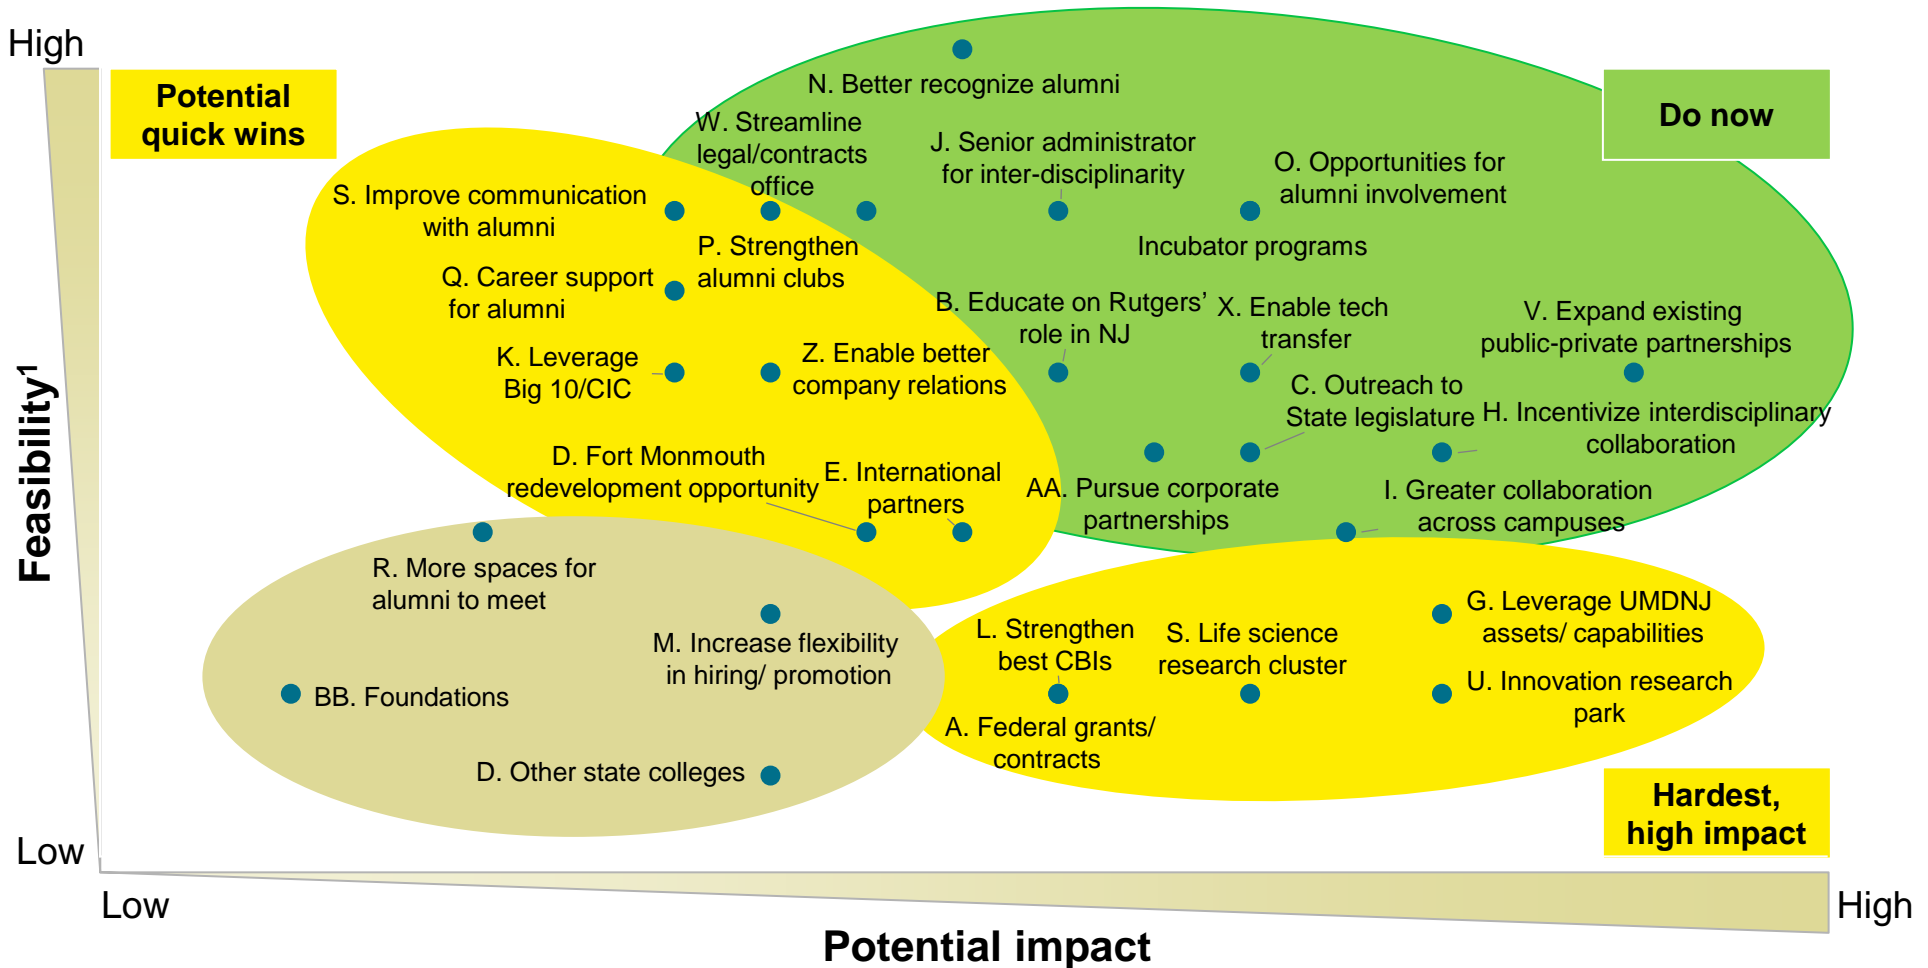 High
Potential
quick wins
N. Better recognize alumni
Do now
W. Streamline
legal/contracts
office
J. Senior administrator
for inter-disciplinarity
O. Opportunities for
alumni involvement
S. Improve communication
with alumni
P. Strengthen
alumni clubs
Incubator programs
Q. Career support
for alumni
B. Educate on Rutgers’
role in NJ
X. Enable tech
transfer
V. Expand existing
public-private partnerships
K. Leverage
Big 10/CIC
Z. Enable better
company relations
C. Outreach to
State legislature
H. Incentivize interdisciplinary
collaboration
D. Fort Monmouth
redevelopment opportunity
E. International
partners
AA. Pursue corporate
partnerships
I. Greater collaboration
across campuses
Feasibility1
R. More spaces for
alumni to meet
M. Increase flexibility
in hiring/ promotion
L. Strengthen
best CBIs
S. Life science
research cluster
G. Leverage UMDNJ
assets/ capabilities
BB. Foundations
U. Innovation research
park
A. Federal grants/
contracts
D. Other state colleges
Hardest,
high impact
Low
Low
High
Potential impact